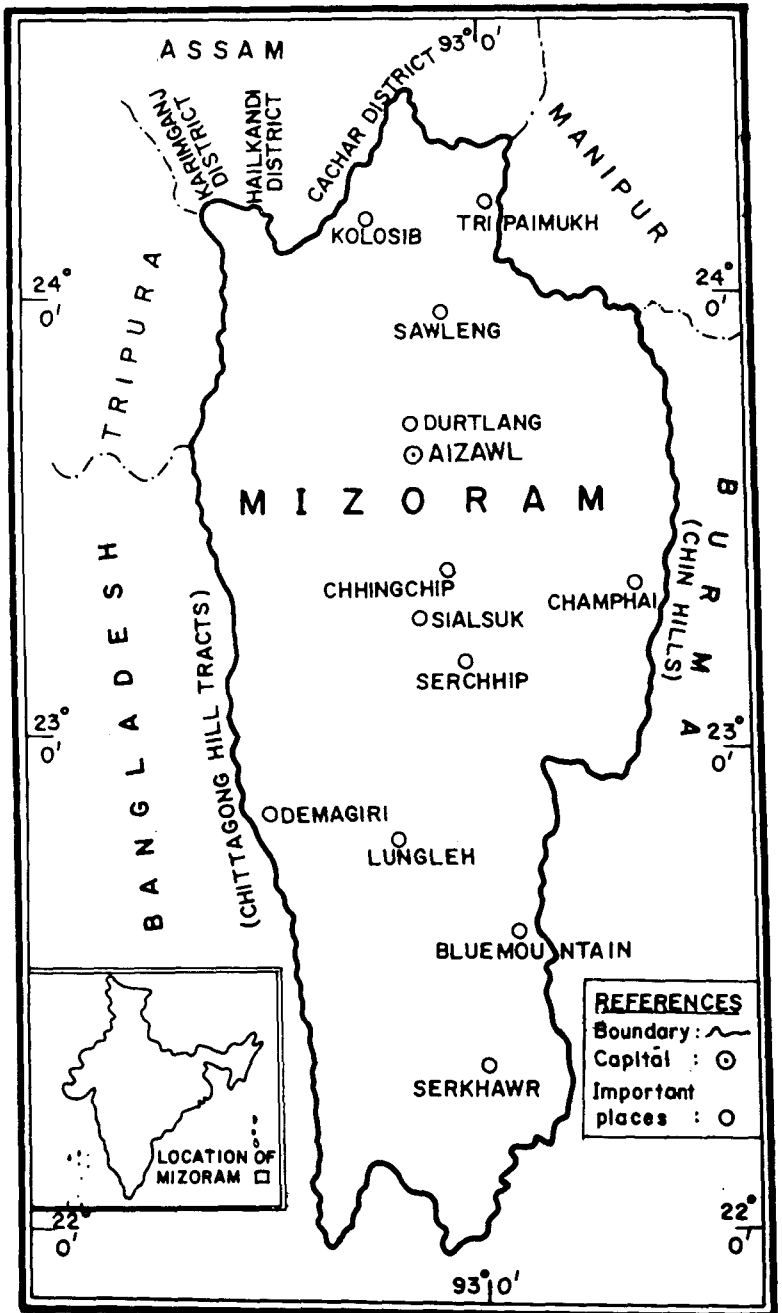 ASSAM
93° 0'
KARIMGANJ
DISTRICT
HAILKANDI
DISTRICT
CACHAR DISTRICT
MANIPUR
KOLOSIB
TRIPAIMUKH
TRIPURA
24°
0'
24°
0'
SAWLENG
DURTLANG
AIZAWL
MIZORAM
BURMA
(CHIN HILLS)
BANGLADESH
(CHITTAGONG HILL TRACTS)
CHHINGCHIP
CHAMPHAI
SIALSUK
SERCHHIP
23°
0'
23°
0'
DEMAGIRI
LUNGLEH
BLUEMOUNTAIN
SERKHAWR
REFERENCES
Boundary :
Capital :
Important
places :
LOCATION OF
MIZORAM
22°
0'
22°
0'
93° 0'